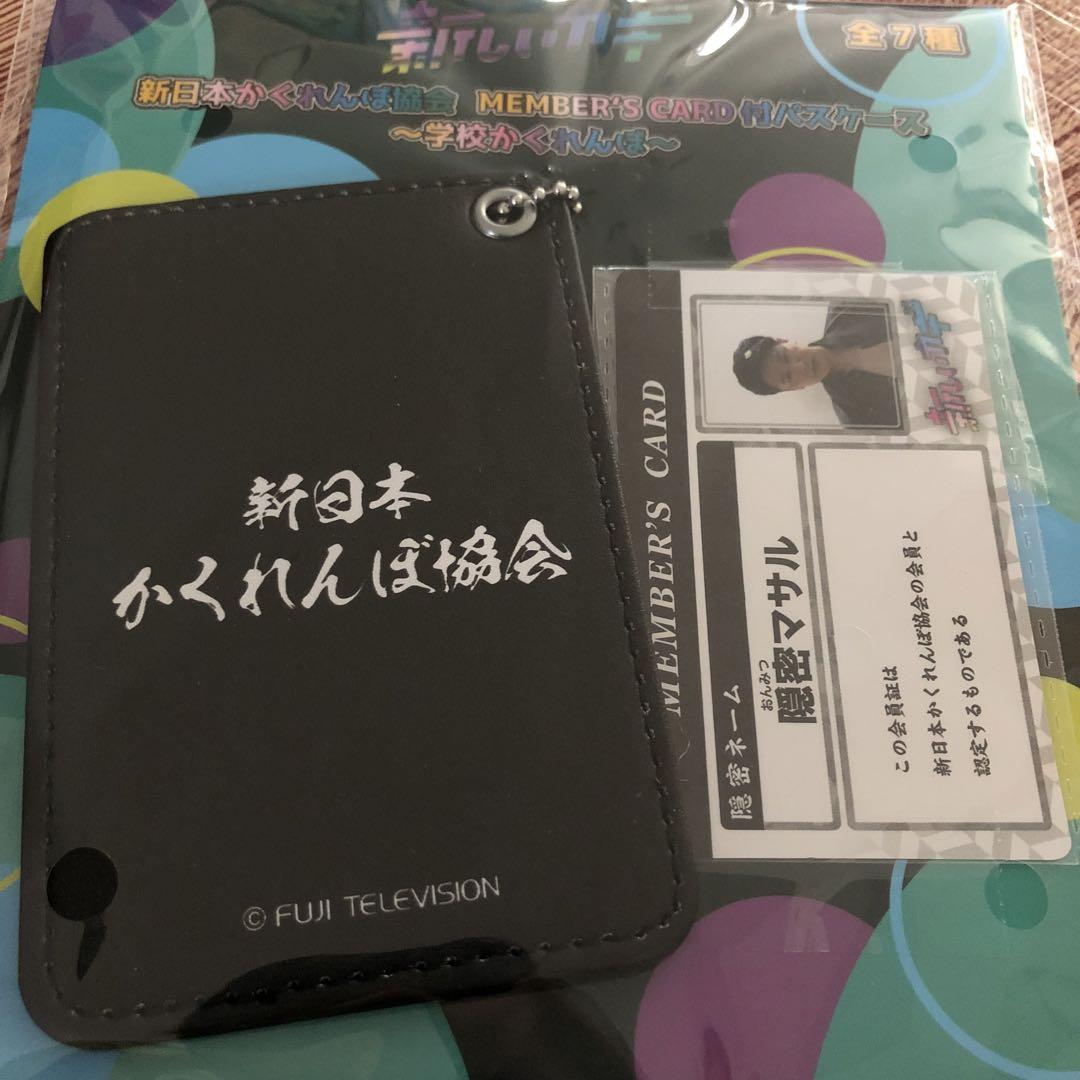 新しいカギ
全7種
新日本かくれんぼ協会 MEMBER'S CARD付パスケース
～学校かくれんぼ～
新日本
かくれんぼ協会
© FUJI TELEVISION
MEMBER'S CARD
新しいカギ
隠密ネーム
おんみつ
隠密マサル
この会員証は
新日本かくれんぼ協会の会員と
認定するものである